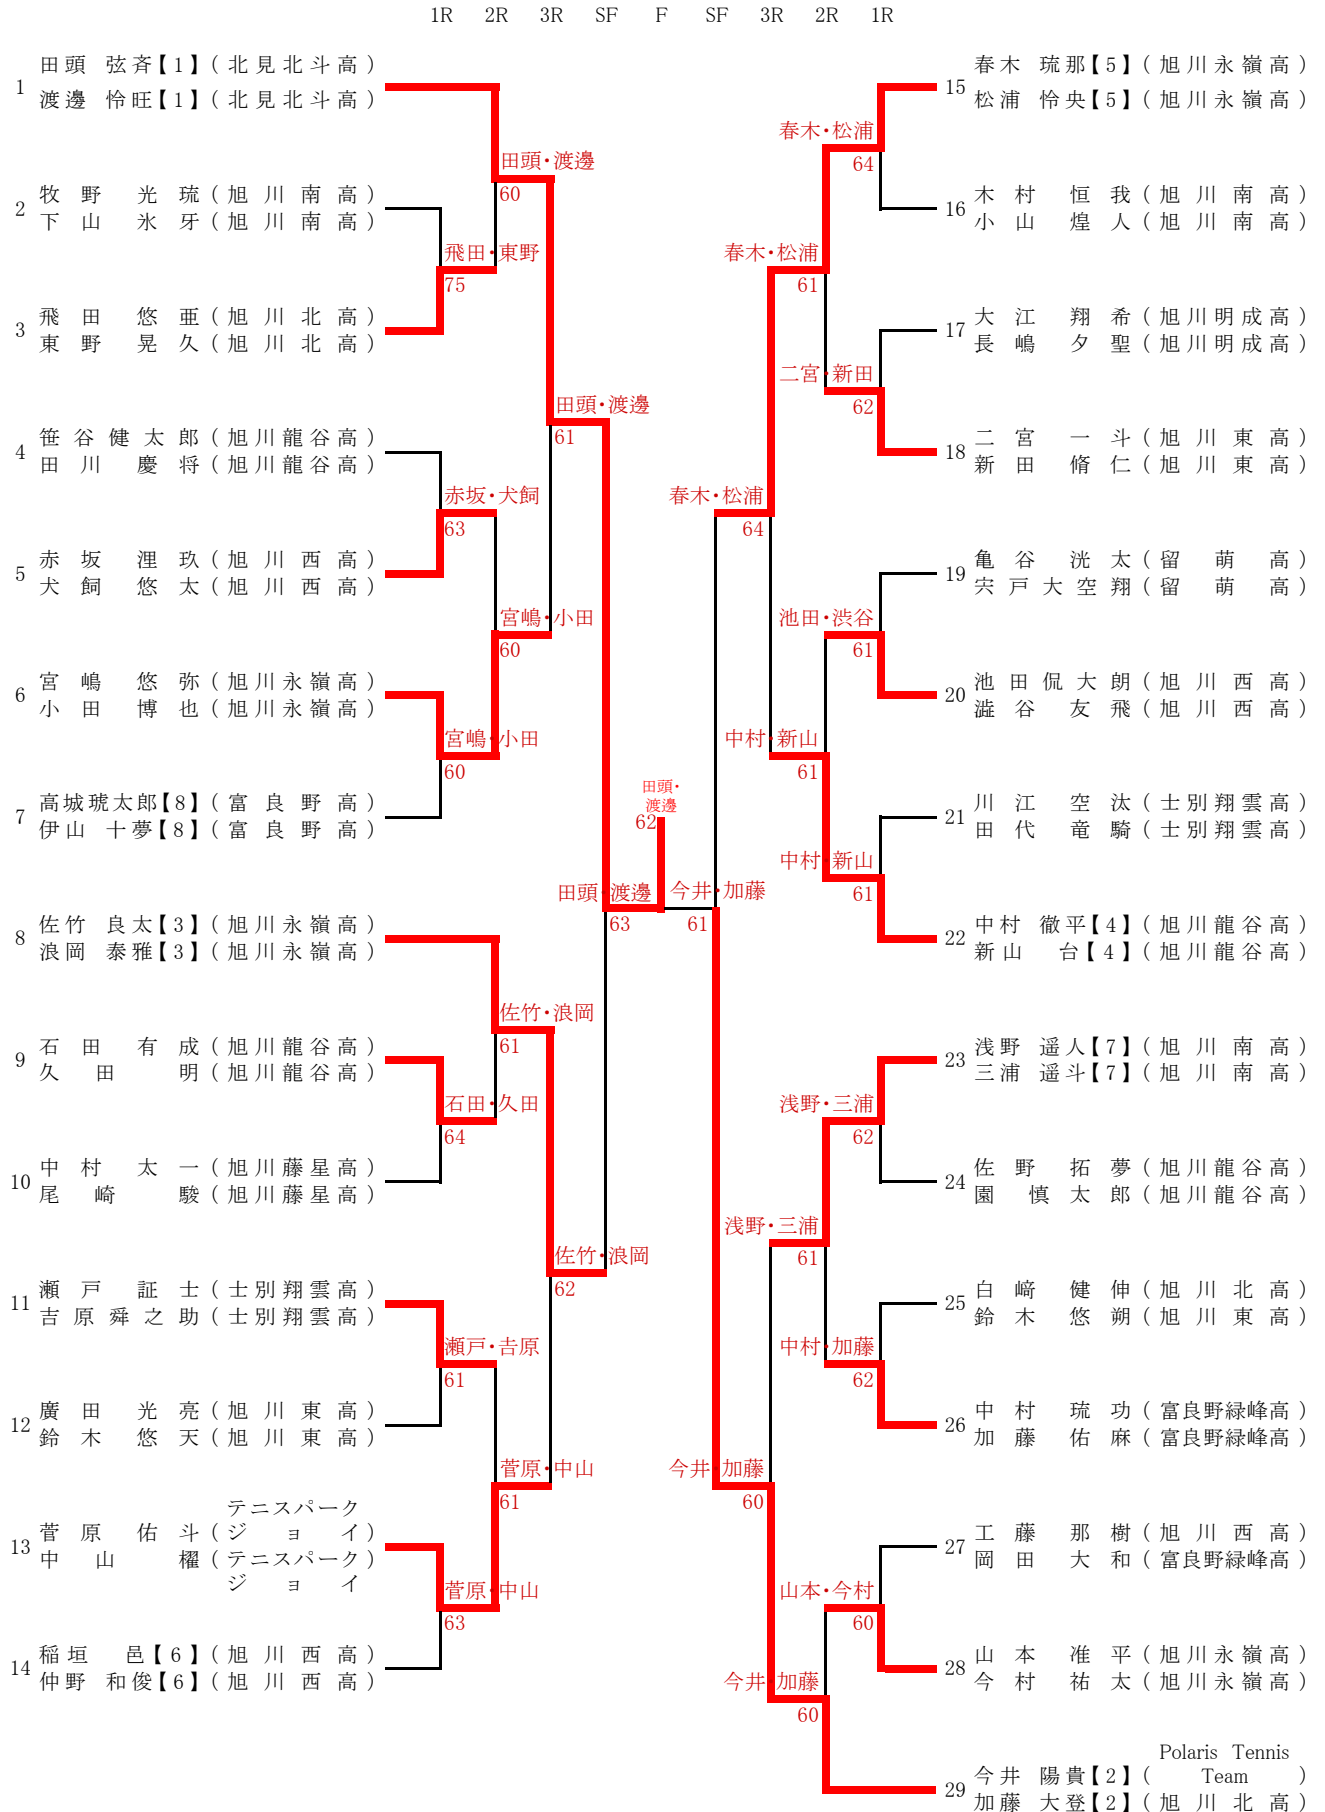 1R 2R 3R SF F SF 3R 2R 1R
1 田頭 弦斉【1】(北見北斗高)
渡邊 怜旺【1】(北見北斗高)
2 牧野 光琉(旭川南高)
下山 氷牙(旭川南高)
3 飛田 悠亜(旭川北高)
東野 晃久(旭川北高)
4 笹谷健太郎(旭川龍谷高)
田川 慶将(旭川龍谷高)
5 赤坂 浬玖(旭川西高)
犬飼 悠太(旭川西高)
6 宮嶋 悠弥(旭川永嶺高)
小田 博也(旭川永嶺高)
7 高城琥太郎【8】(富良野高)
伊山 十夢【8】(富良野高)
8 佐竹 良太【3】(旭川永嶺高)
浪岡 泰雅【3】(旭川永嶺高)
9 石田 有成(旭川龍谷高)
久田 明(旭川龍谷高)
10 中村 太一(旭川藤星高)
尾崎 駿(旭川藤星高)
11 瀬戸 証士(士別翔雲高)
吉原舜之助(士別翔雲高)
12 廣田 光亮(旭川東高)
鈴木 悠天(旭川東高)
13 菅原 佑斗(テニスパークジョイ)
中山 櫂(テニスパークジョイ)
14 稲垣 邑【6】(旭川西高)
仲野 和俊【6】(旭川西高)
飛田・東野
75
赤坂・犬飼
63
宮嶋・小田
60
石田・久田
64
瀬戸・吉原
61
菅原・中山
63
田頭・渡邊
60
宮嶋・小田
60
佐竹・浪岡
61
菅原・中山
61
田頭・渡邊
61
佐竹・浪岡
62
田頭・渡邊
63
田頭・
渡邊
62
今井・加藤
61
春木・松浦
64
今井・加藤
60
春木・松浦
61
中村・新山
61
浅野・三浦
61
今井・加藤
60
春木・松浦
64
二宮・新田
62
池田・渋谷
61
中村・新山
61
浅野・三浦
62
中村・加藤
62
山本・今村
60
15 春木 琉那【5】(旭川永嶺高)
松浦 怜央【5】(旭川永嶺高)
16 木村 恒我(旭川南高)
小山 煌人(旭川南高)
17 大江 翔希(旭川明成高)
長嶋 夕聖(旭川明成高)
18 二宮 一斗(旭川東高)
新田 脩仁(旭川東高)
19 亀谷 洸太(留萌高)
宍戸大空翔(留萌高)
20 池田侃大朗(旭川西高)
澁谷 友飛(旭川西高)
21 川江 空汰(士別翔雲高)
田代 竜騎(士別翔雲高)
22 中村 徹平【4】(旭川龍谷高)
新山 台【4】(旭川龍谷高)
23 浅野 遥人【7】(旭川南高)
三浦 遥斗【7】(旭川南高)
24 佐野 拓夢(旭川龍谷高)
園 慎太郎(旭川龍谷高)
25 白﨑 健伸(旭川北高)
鈴木 悠朔(旭川東高)
26 中村 琉功(富良野緑峰高)
加藤 佑麻(富良野緑峰高)
27 工藤 那樹(旭川西高)
岡田 大和(富良野緑峰高)
28 山本 准平(旭川永嶺高)
今村 祐太(旭川永嶺高)
29 今井 陽貴【2】(Polaris Tennis Team)
加藤 大登【2】(旭川北高)